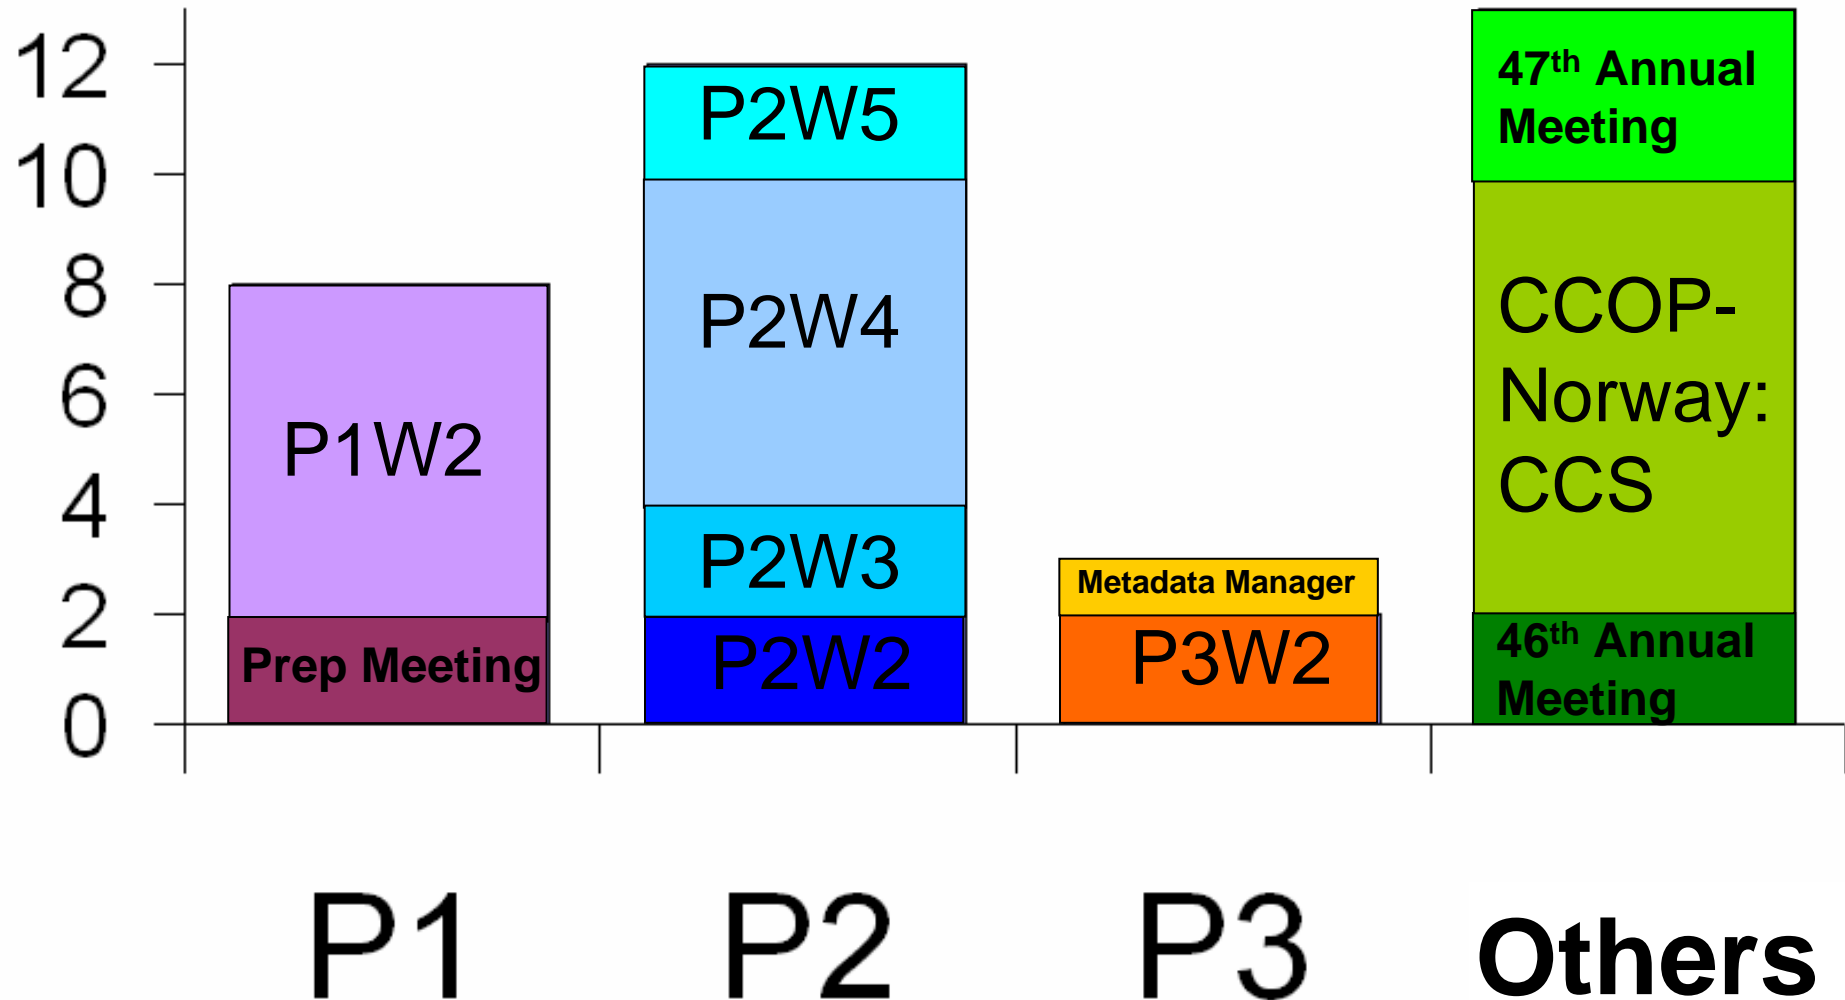 12
10
8
6
4
2
0
P1W2
Prep Meeting
P2W5
P2W4
P2W3
P2W2
Metadata Manager
P3W2
47th Annual
Meeting
CCOP-
Norway:
CCS
46th Annual
Meeting
P1
P2
P3
Others